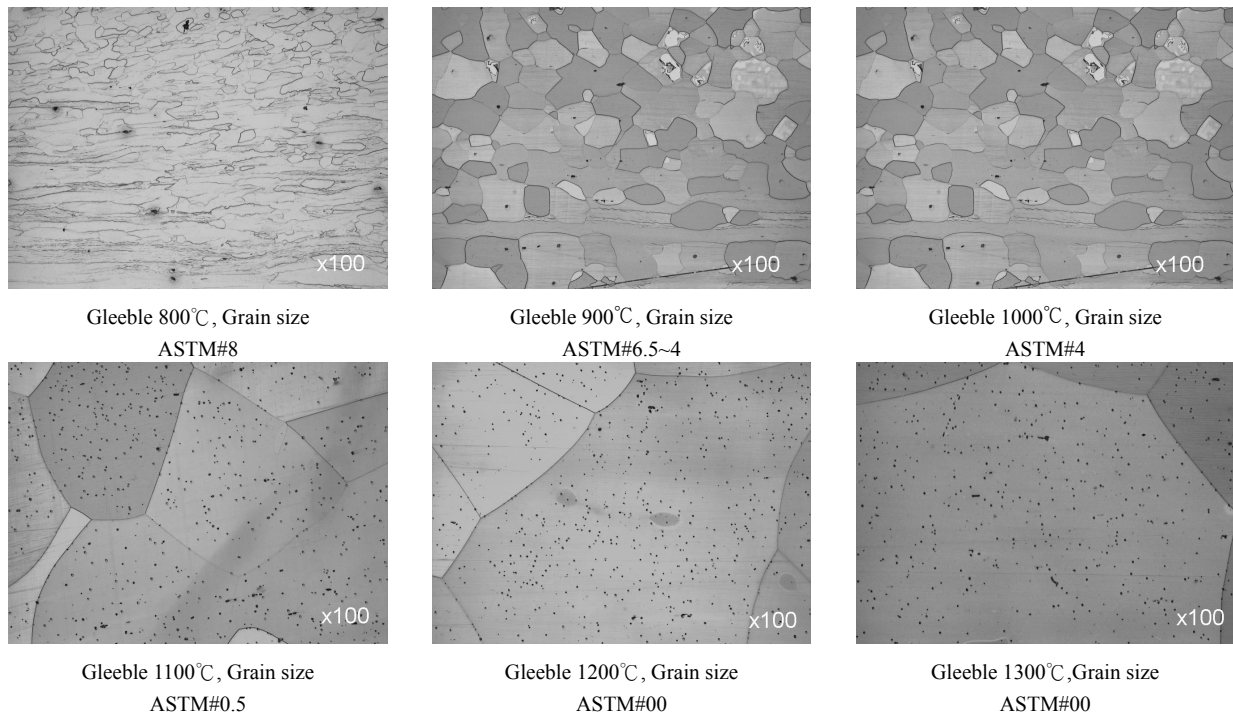 x100
x100
x100
Gleeble 800℃, Grain size
ASTM#8
Gleeble 900℃, Grain size
ASTM#6.5~4
Gleeble 1000℃, Grain size
ASTM#4
x100
x100
x100
Gleeble 1100℃, Grain size
ASTM#0.5
Gleeble 1200℃, Grain size
ASTM#00
Gleeble 1300℃,Grain size
ASTM#00